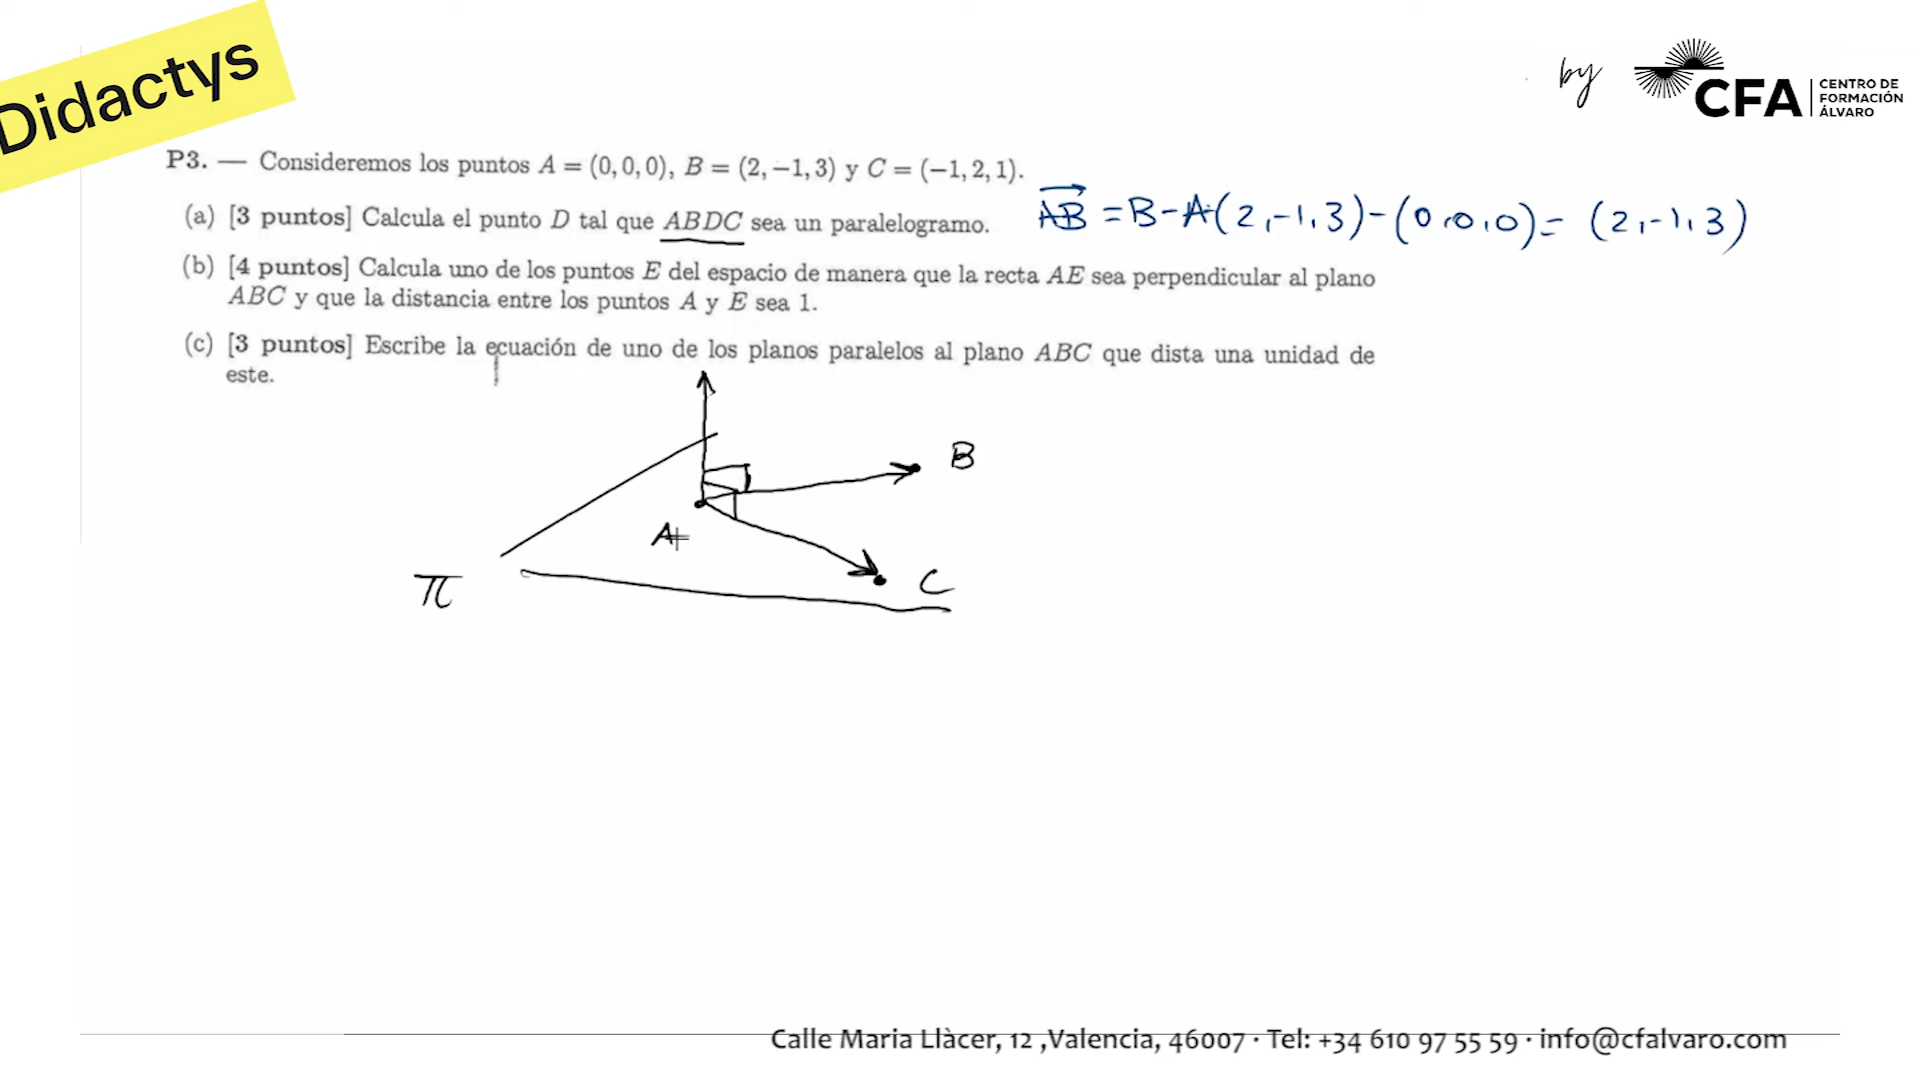 Didactys
by
CFA
CENTRO DE
FORMACIÓN
ÁLVARO
P3. — Consideremos los puntos A = (0, 0, 0), B = (2, −1, 3) y C = (−1, 2, 1).
(a) [3 puntos] Calcula el punto D tal que ABDC sea un paralelogramo.
AB = B - A (2, -1, 3) - (0, 0, 0) = (2, -1, 3)
(b) [4 puntos] Calcula uno de los puntos E del espacio de manera que la recta AE sea perpendicular al plano
ABC y que la distancia entre los puntos A y E sea 1.
(c) [3 puntos] Escribe la ecuación de uno de los planos paralelos al plano ABC que dista una unidad de
este.
B
A
π
C
Calle Maria Llàcer, 12 ,Valencia, 46007 · Tel: +34 610 97 55 59 · info@cfalvaro.com